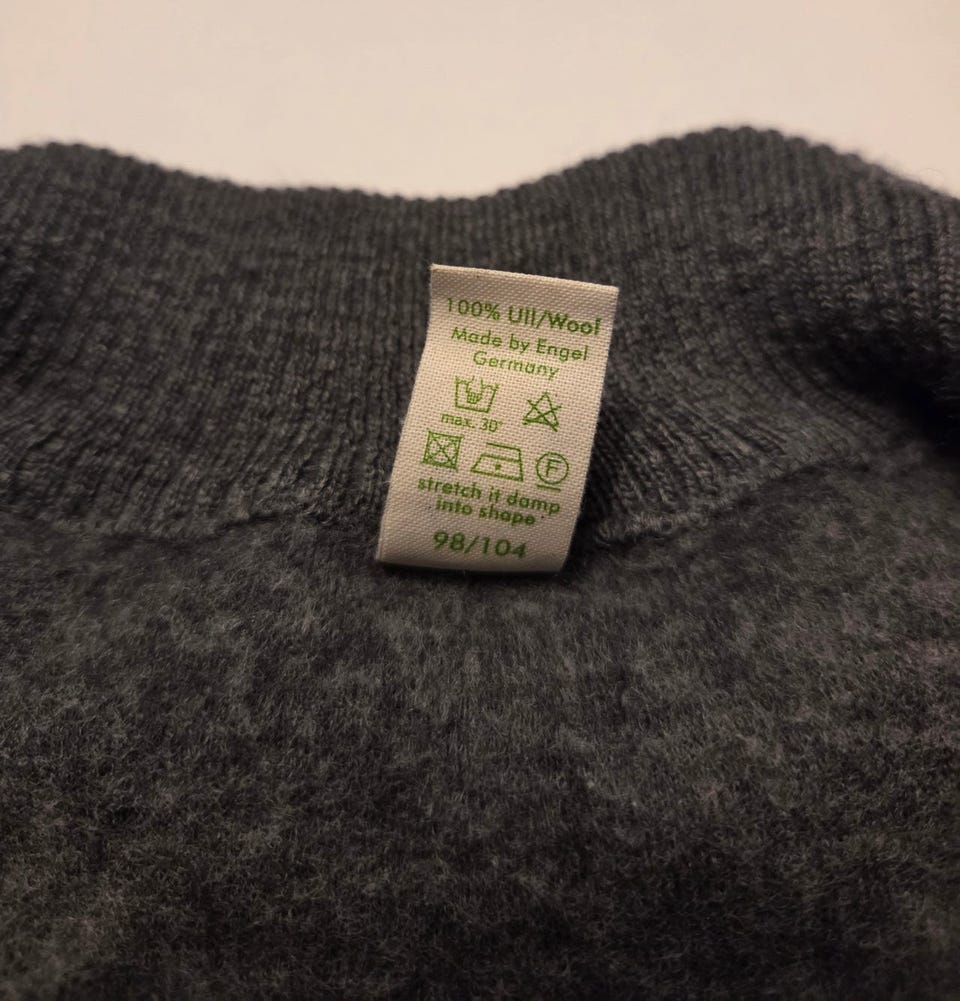 100% Ull/Wool
Made by Engel
Germany
max. 30°
F
stretch it damp
into shape
98/104